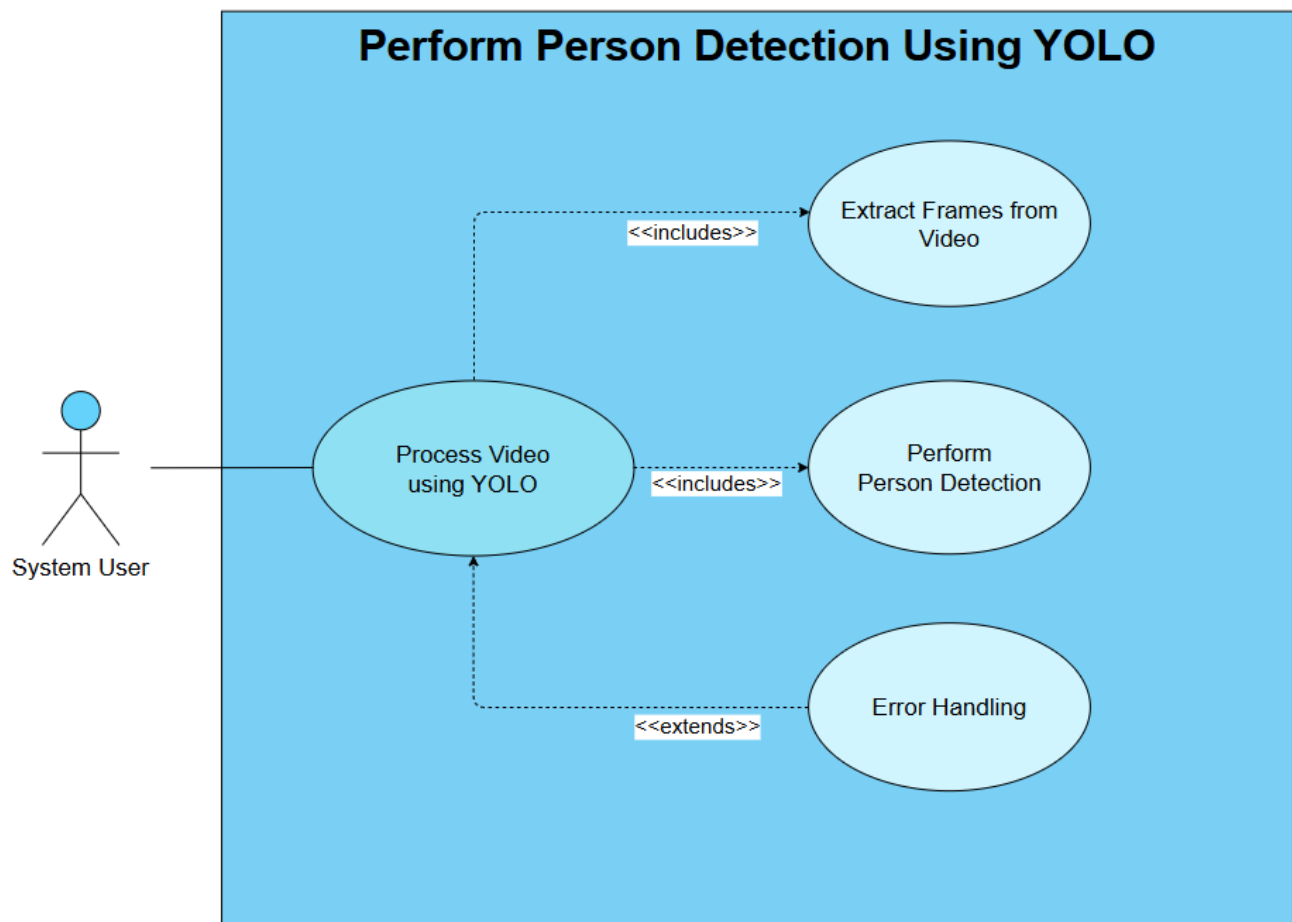 Perform Person Detection Using YOLO
Extract Frames from
Video
<<includes>>
Process Video
using YOLO
<<includes>>
Perform
Person Detection
System User
<<extends>>
Error Handling